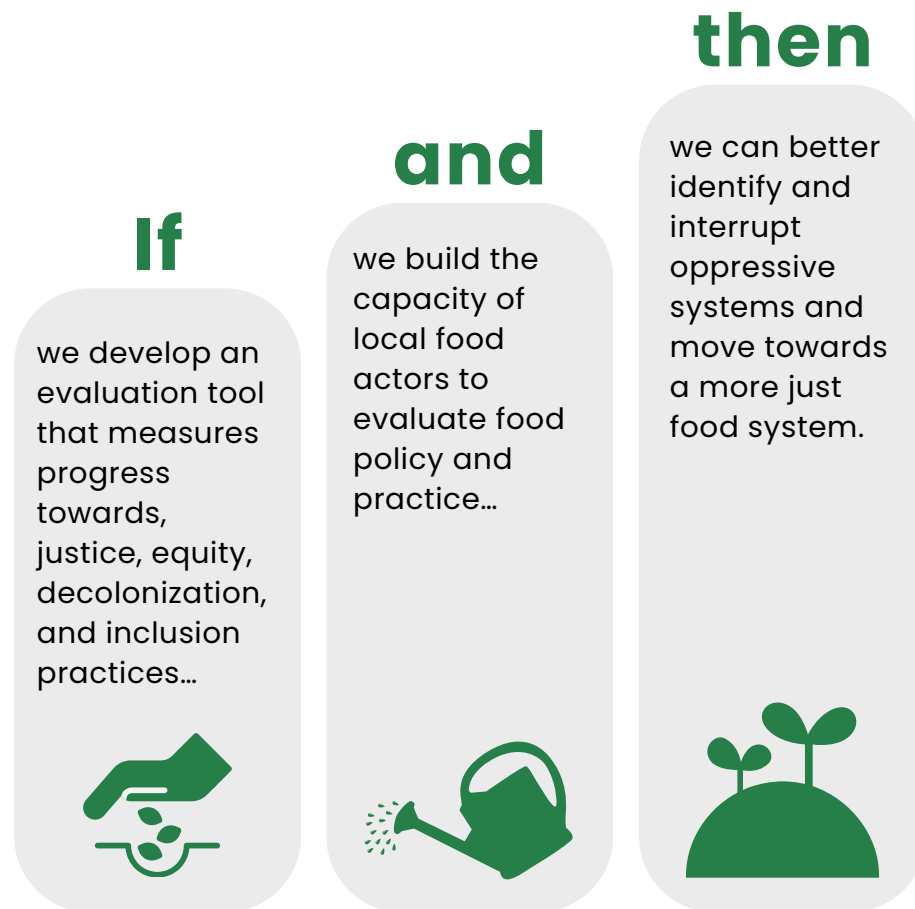 If
we develop an
evaluation tool
that measures
progress
towards,
justice, equity,
decolonization,
and inclusion
practices…
and
we build the
capacity of
local food
actors to
evaluate food
policy and
practice…
then
we can better
identify and
interrupt
oppressive
systems and
move towards
a more just
food system.